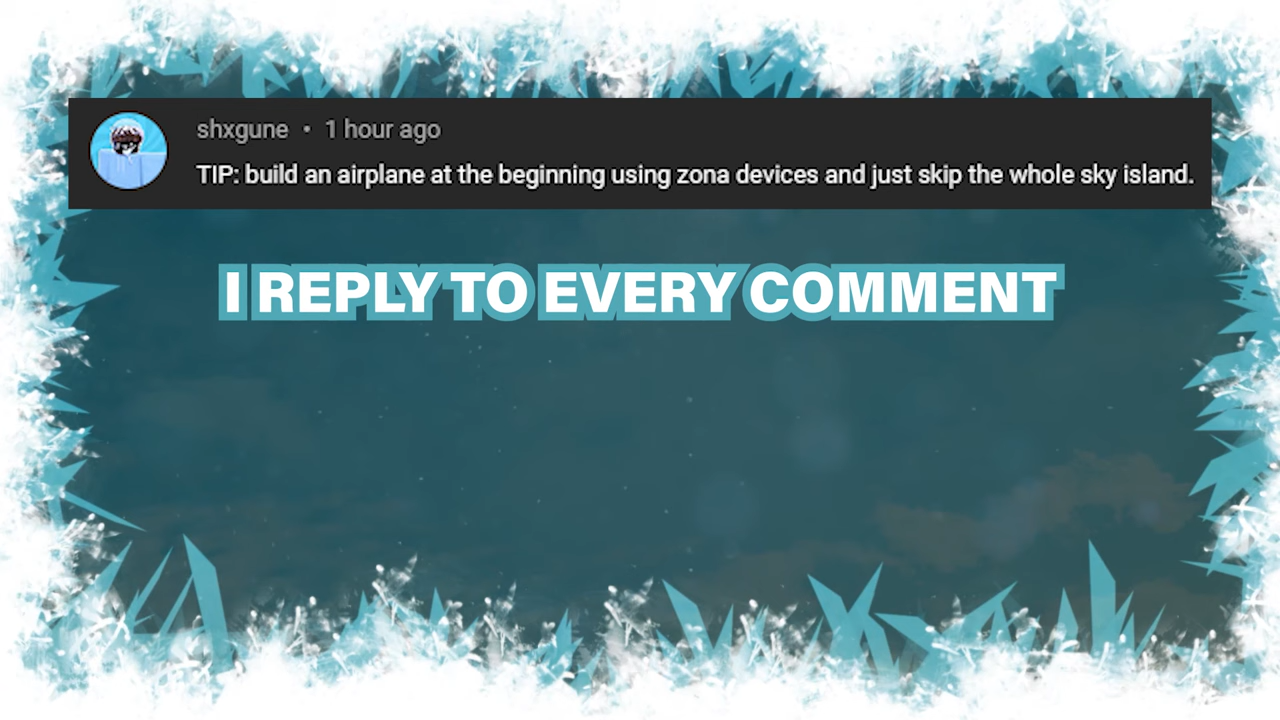 shxgune • 1 hour ago
TIP: build an airplane at the beginning using zona devices and just skip the whole sky island.
I REPLY TO EVERY COMMENT